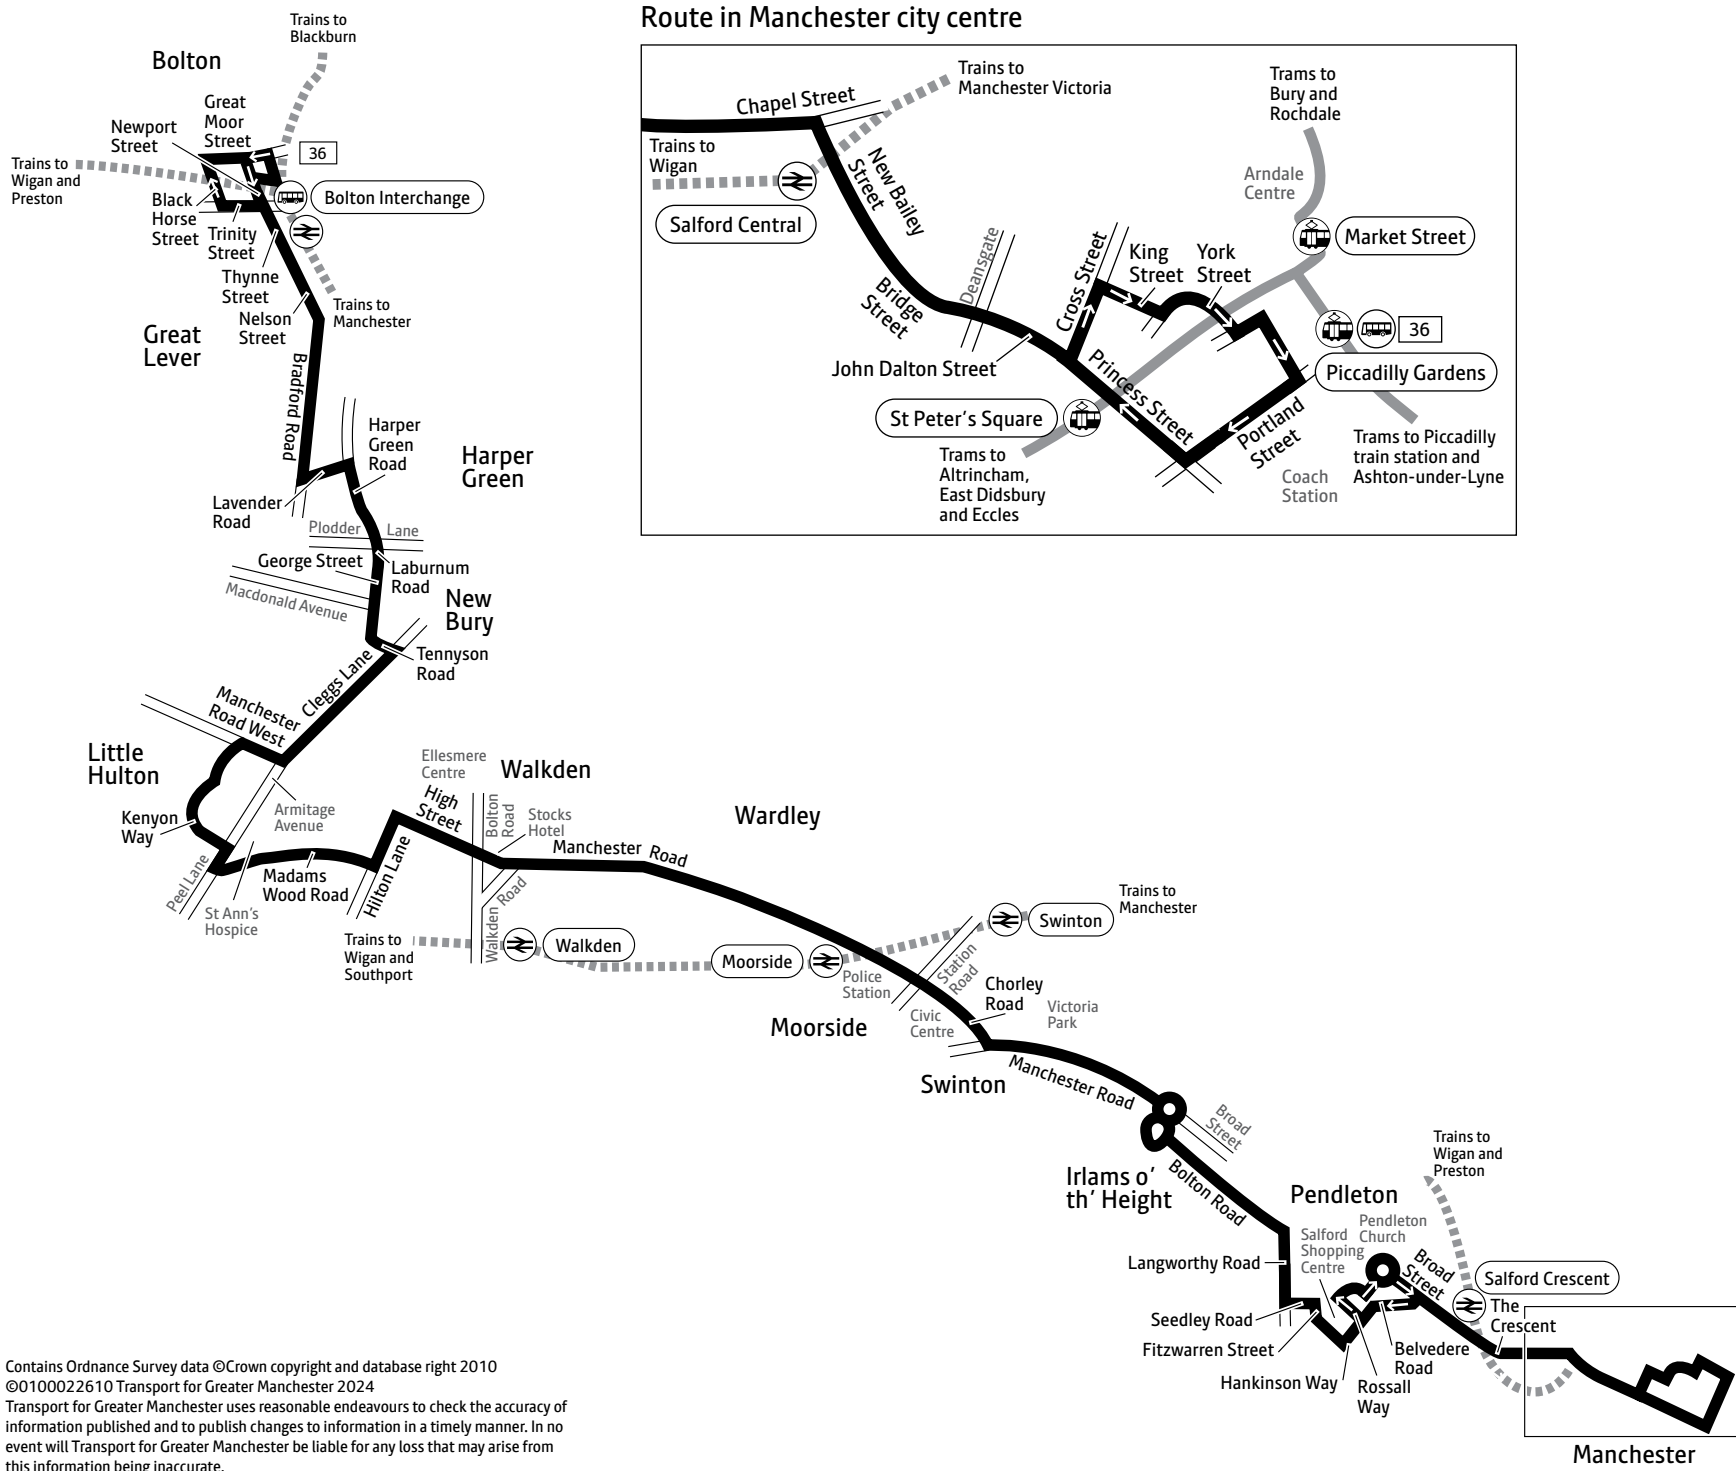 Route in Manchester city centre
Trains to
Blackburn
Bolton
Great
Moor
Street
Newport
Street
36
Trains to
Wigan and
Preston
Bolton Interchange
Black
Horse
Street
Trinity
Street
Thynne
Street
Nelson
Street
Trains to
Manchester
Great
Lever
Bradford Road
Harper
Green
Road
Harper
Green
Lavender
Road
Plodder Lane
George Street
Laburnum
Road
Macdonald Avenue
New
Bury
Tennyson
Road
Cleggs Lane
Manchester
Road West
Little
Hulton
Kenyon
Way
Armitage
Avenue
Peel Lane
St Ann's
Hospice
Madams
Wood Road
Hilton Lane
High
Street
Ellesmere
Centre
Walkden
Bolton
Road
Stocks
Hotel
Manchester Road
Wardley
Walkden
Road
Trains to
Wigan and
Southport
Walkden
Moorside
Police
Station
Station
Road
Swinton
Trains to
Manchester
Moorside
Civic
Centre
Chorley
Road
Victoria
Park
Swinton
Manchester Road
Broad
Street
Irlams o'
th' Height
Bolton Road
Pendleton
Trains to
Wigan and
Preston
Salford
Shopping
Centre
Pendleton
Church
Broad
Street
Langworthy Road
Salford Crescent
The
Crescent
Seedley Road
Fitzwarren Street
Hankinson Way
Rossall
Way
Belvedere
Road
Manchester
Chapel Street
Trains to
Manchester Victoria
Trains to
Wigan
Salford Central
New Bailey
Street
Bridge
Street
Deansgate
John Dalton Street
Cross Street
King
Street
York
Street
Trams to
Bury and
Rochdale
Arndale
Centre
Market Street
36
Piccadilly Gardens
Princess Street
St Peter's Square
Trams to
Altrincham,
East Didsbury
and Eccles
Portland
Street
Coach
Station
Trams to Piccadilly
train station and
Ashton-under-Lyne
Contains Ordnance Survey data ©Crown copyright and database right 2010
©0100022610 Transport for Greater Manchester 2024
Transport for Greater Manchester uses reasonable endeavours to check the accuracy of
information published and to publish changes to information in a timely manner. In no
event will Transport for Greater Manchester be liable for any loss that may arise from
this information being inaccurate.